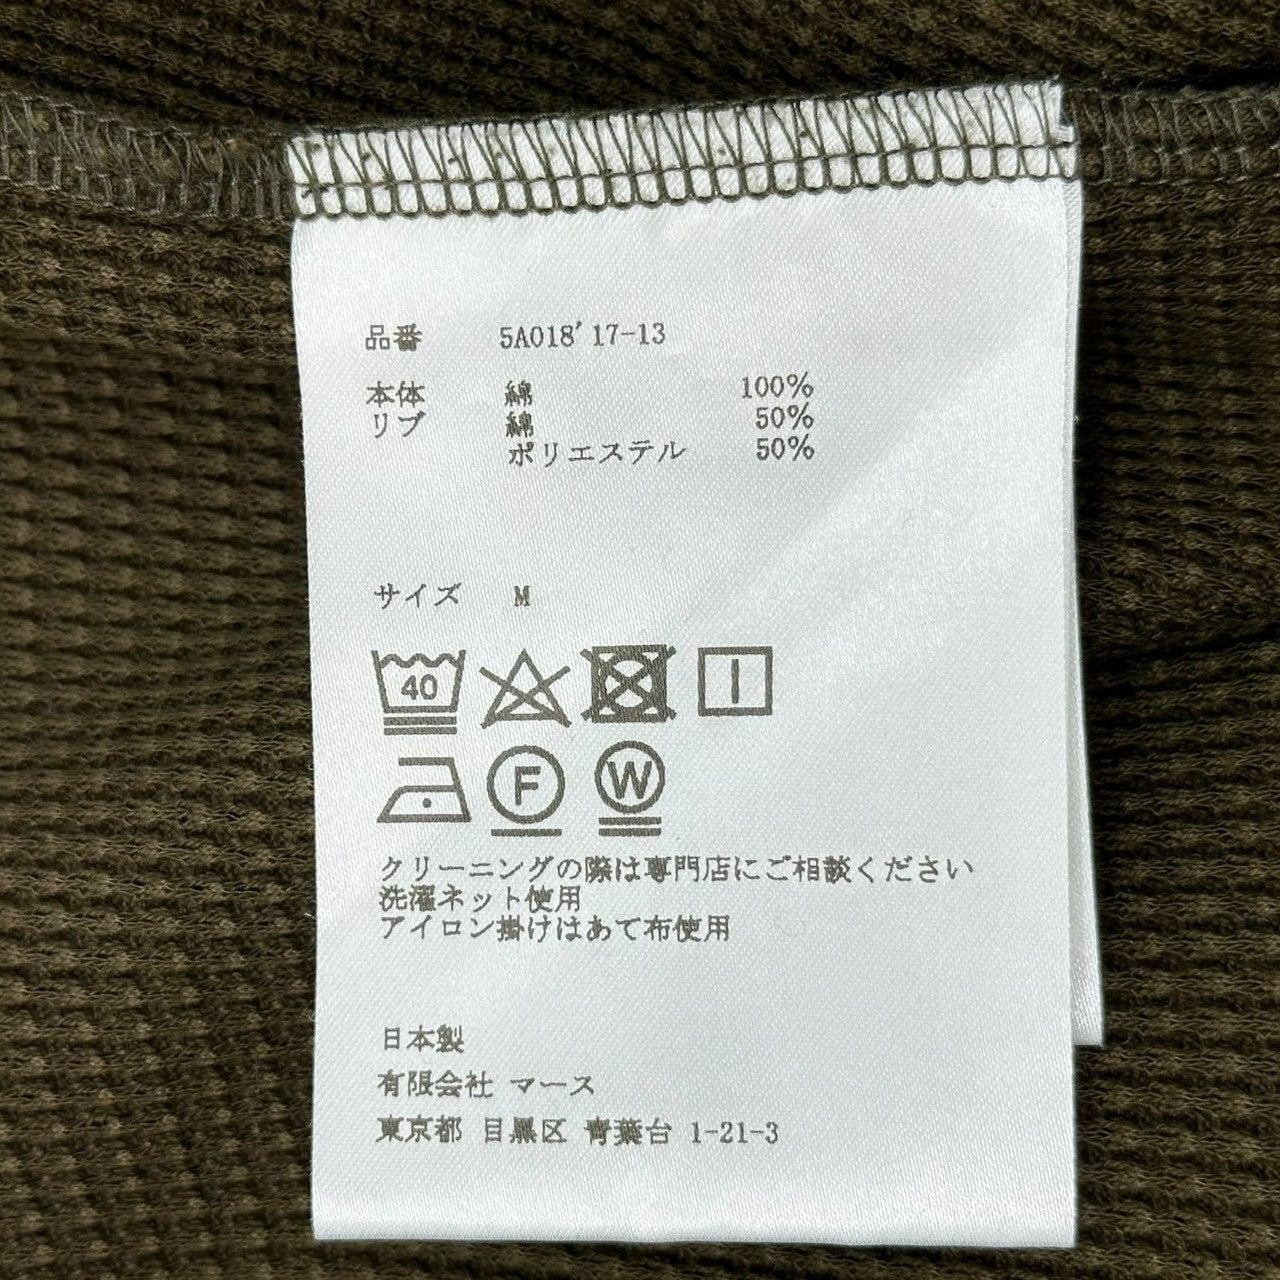 品番 5A018'17-13
本体 綿 100%
リブ 綿 50%
ポリエステル 50%
サイズ M
40
F W
クリーニングの際は専門店にご相談ください
洗濯ネット使用
アイロン掛けはあて布使用
日本製
有限会社 マース
東京都 目黒区 青葉台 1-21-3